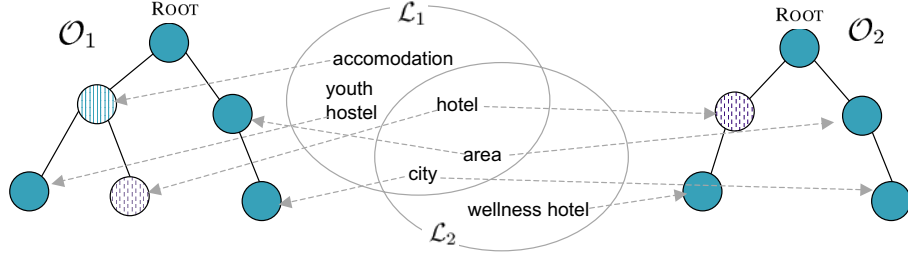 ROOT
O1
L1
ROOT
O2
accomodation
youth
hostel
hotel
area
city
wellness hotel
L2